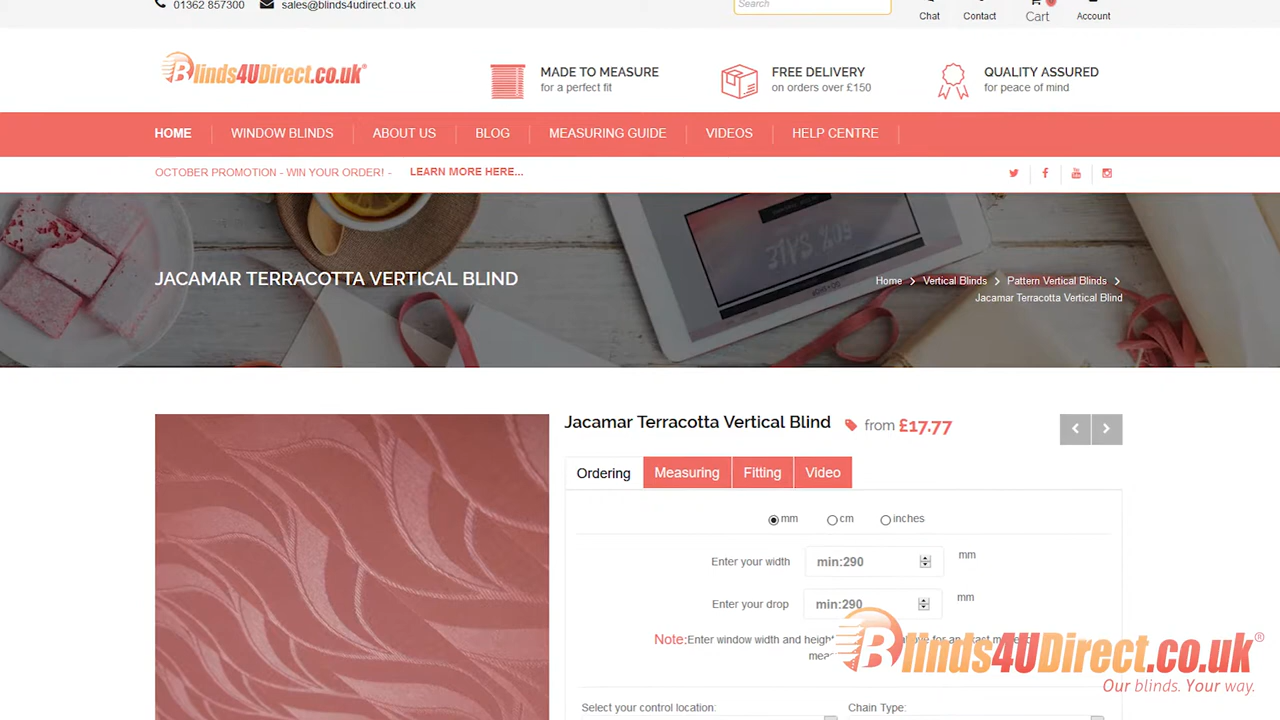 01362 857300 sales@blinds4udirect.co.uk Search
Chat Contact Cart Account
Blinds4UDirect.co.uk
MADE TO MEASURE
for a perfect fit
FREE DELIVERY
on orders over £150
QUALITY ASSURED
for peace of mind
HOME WINDOW BLINDS ABOUT US BLOG MEASURING GUIDE VIDEOS HELP CENTRE
OCTOBER PROMOTION - WIN YOUR ORDER! - LEARN MORE HERE...
60% SALE
JACAMAR TERRACOTTA VERTICAL BLIND
Home Vertical Blinds Pattern Vertical Blinds
Jacamar Terracotta Vertical Blind
Jacamar Terracotta Vertical Blind from £17.77
Ordering Measuring Fitting Video
mm cm inches
Enter your width min:290 mm
Enter your drop min:290 mm
Note:Enter window width and height for an
Blinds4UDirect.co.uk®
Our blinds. Your way.
Select your control location: Chain Type: